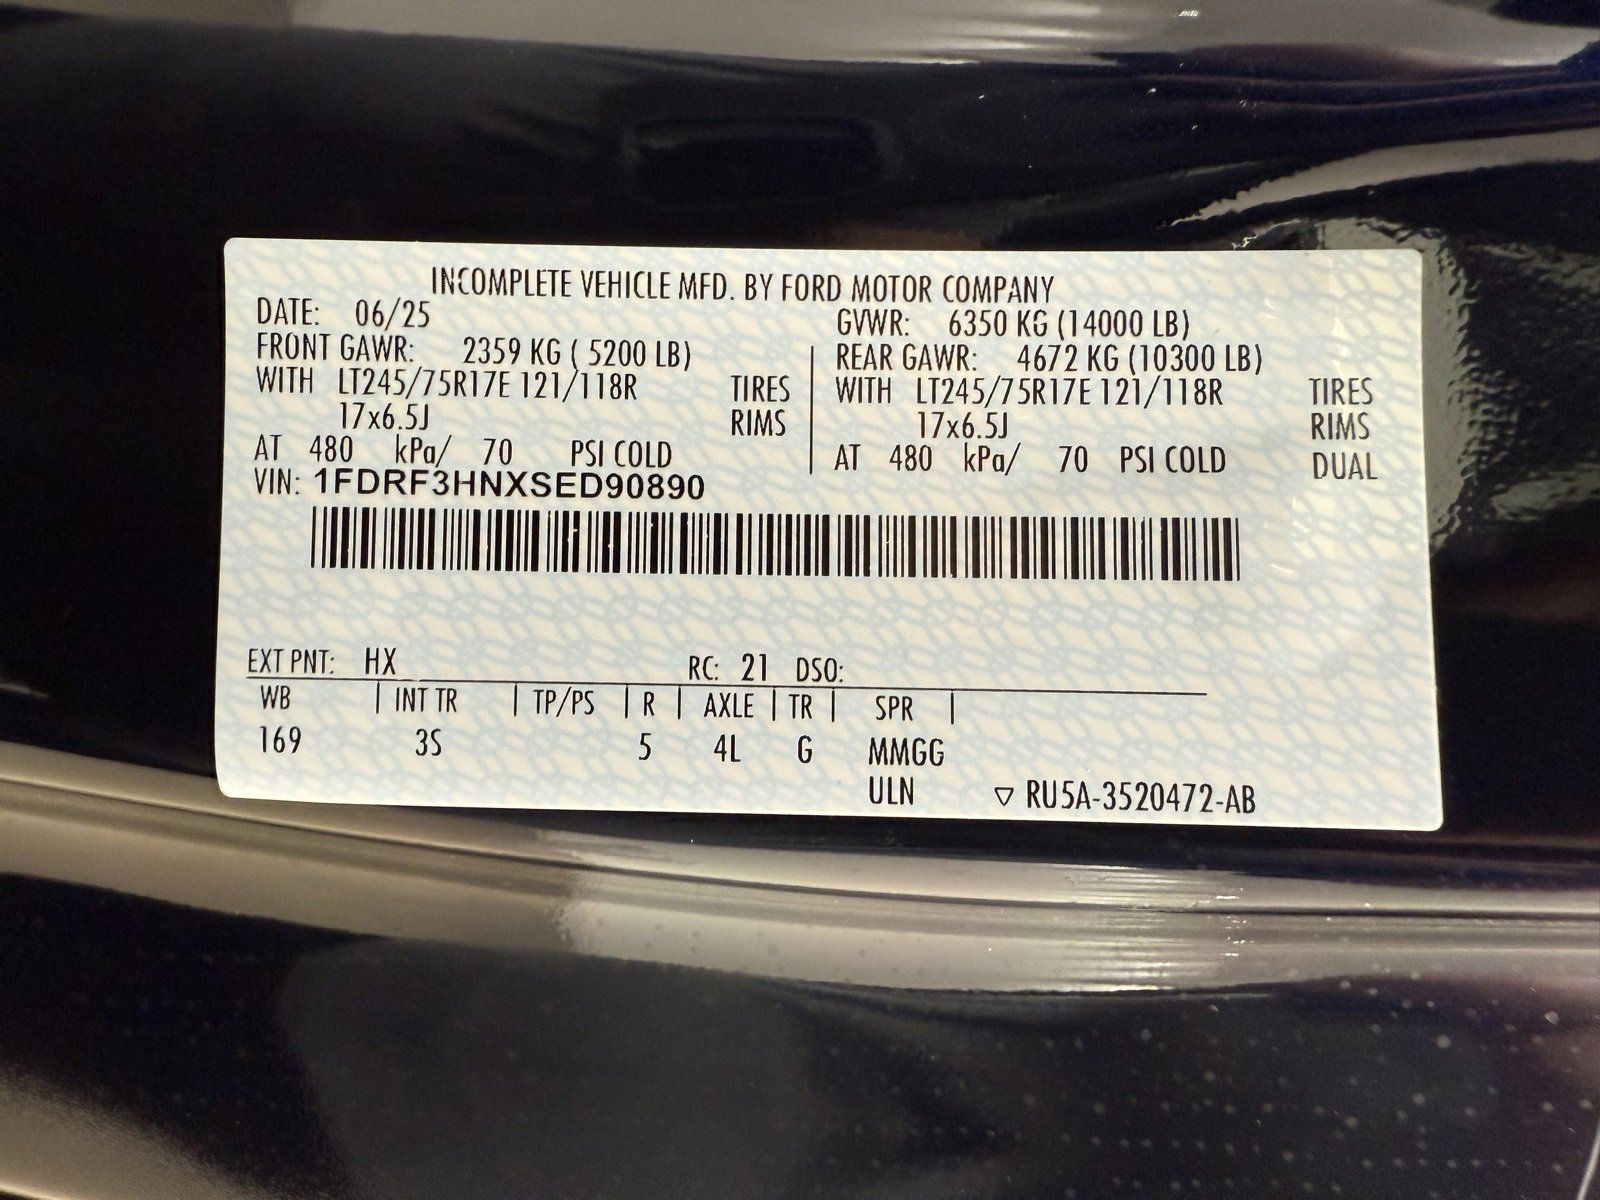 INCOMPLETE VEHICLE MFD. BY FORD MOTOR COMPANY
DATE: 06/25 GVWR: 6350 KG (14000 LB)
FRONT GAWR: 2359 KG ( 5200 LB) REAR GAWR: 4672 KG (10300 LB)
WITH LT245/75R17E 121/118R TIRES WITH LT245/75R17E 121/118R TIRES
17x6.5J RIMS 17x6.5J RIMS
AT 480 kPa/ 70 PSI COLD AT 480 kPa/ 70 PSI COLD DUAL
VIN: 1FDRF3HNXSED90890
EXT PNT: HX RC: 21 DSO:
WB | INT TR | TP/PS | R | AXLE | TR | SPR |
169 3S 5 4L G MMGG
ULN ▽ RU5A-3520472-AB